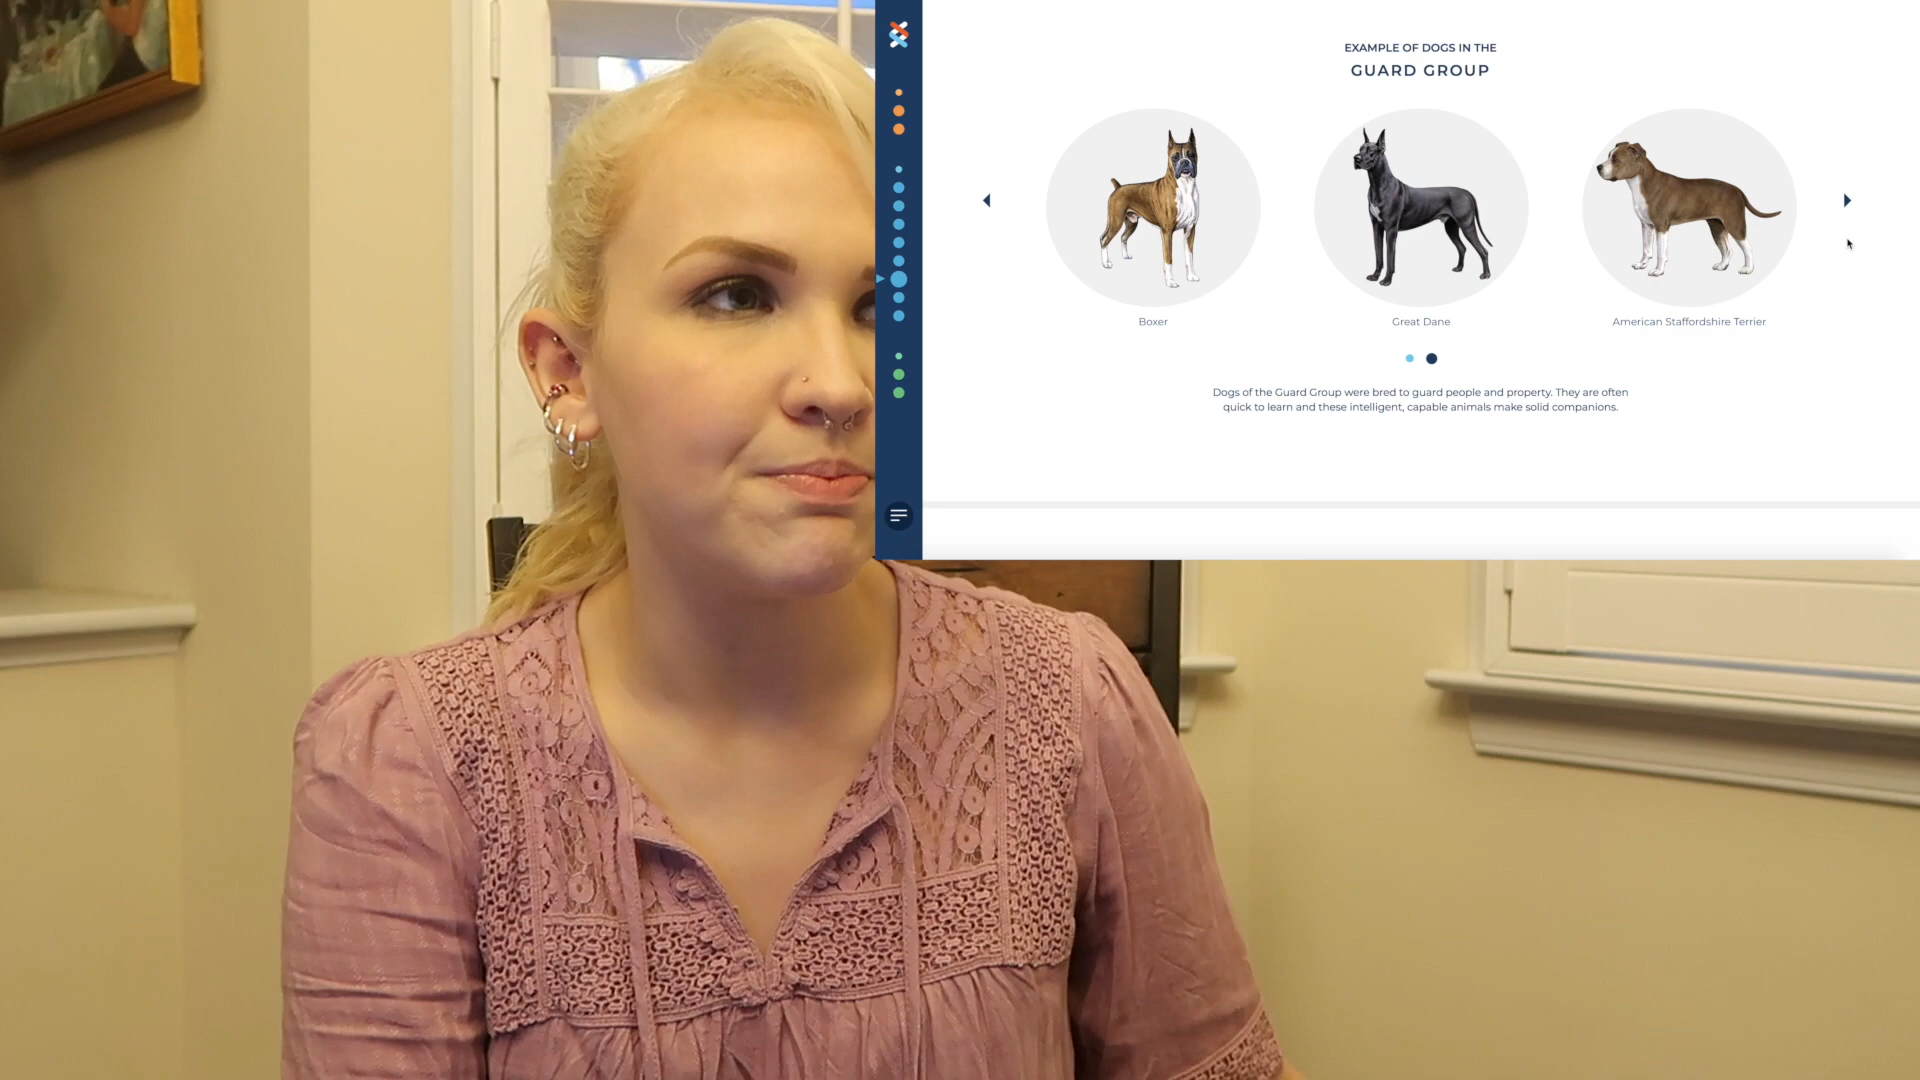 EXAMPLE OF DOGS IN THE
GUARD GROUP
Boxer
Great Dane
American Staffordshire Terrier
Dogs of the Guard Group were bred to guard people and property. They are often
quick to learn and these intelligent, capable animals make solid companions.